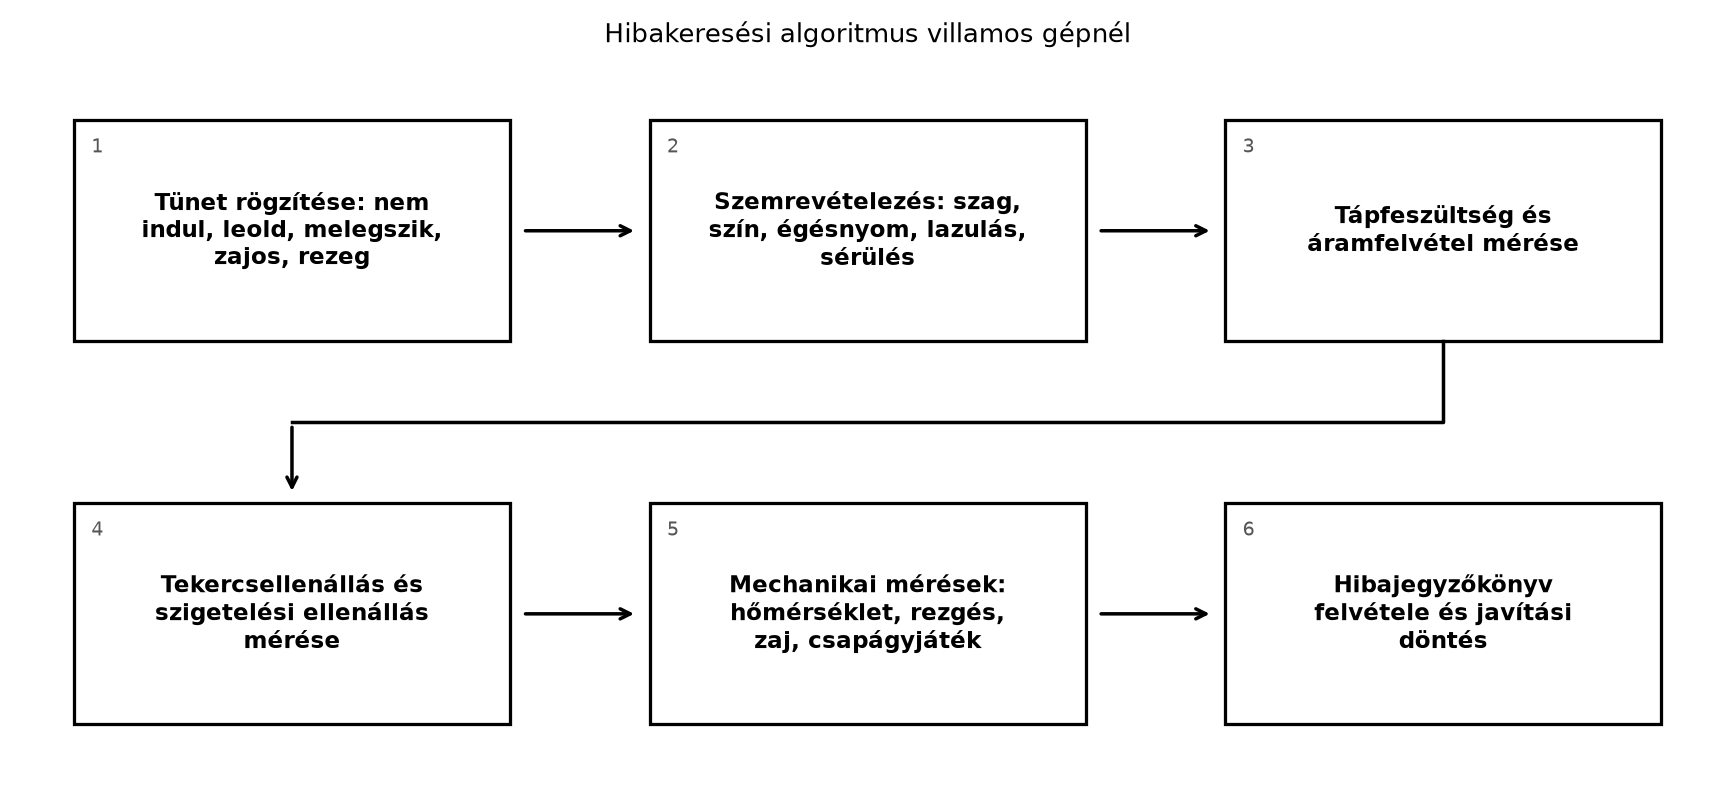 Hibakeresési algoritmus villamos gépnél
1
Tünet rögzítése: nem
indul, leold, melegszik,
zajos, rezeg
2
Szemrevételezés: szag,
szín, égésnyom, lazulás,
sérülés
3
Tápfeszültség és
áramfelvétel mérése
4
Tekercsellenállás és
szigetelési ellenállás
mérése
5
Mechanikai mérések:
hőmérséklet, rezgés,
zaj, csapágyjáték
6
Hibajegyzőkönyv
felvétele és javítási
döntés